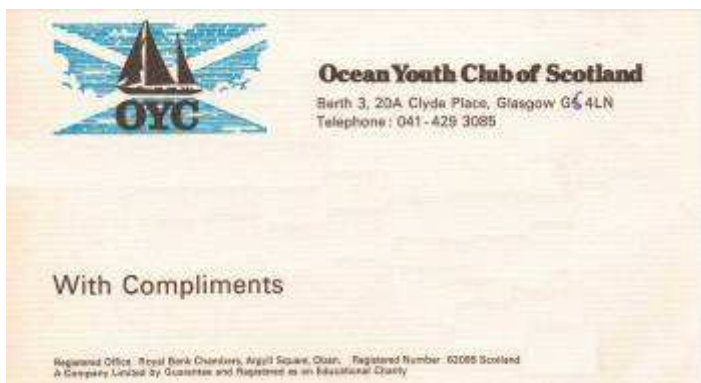 OYC
Ocean Youth Club of Scotland
Berth 3, 20A Clyde Place, Glasgow G5 4LN
Telephone: 041-429 3085
With Compliments
Registered Office: Royal Bank Chambers, Argyll Square, Oban. Registered Number: 62085 Scotland
A Company Limited by Guarantee and Registered as an Educational Charity